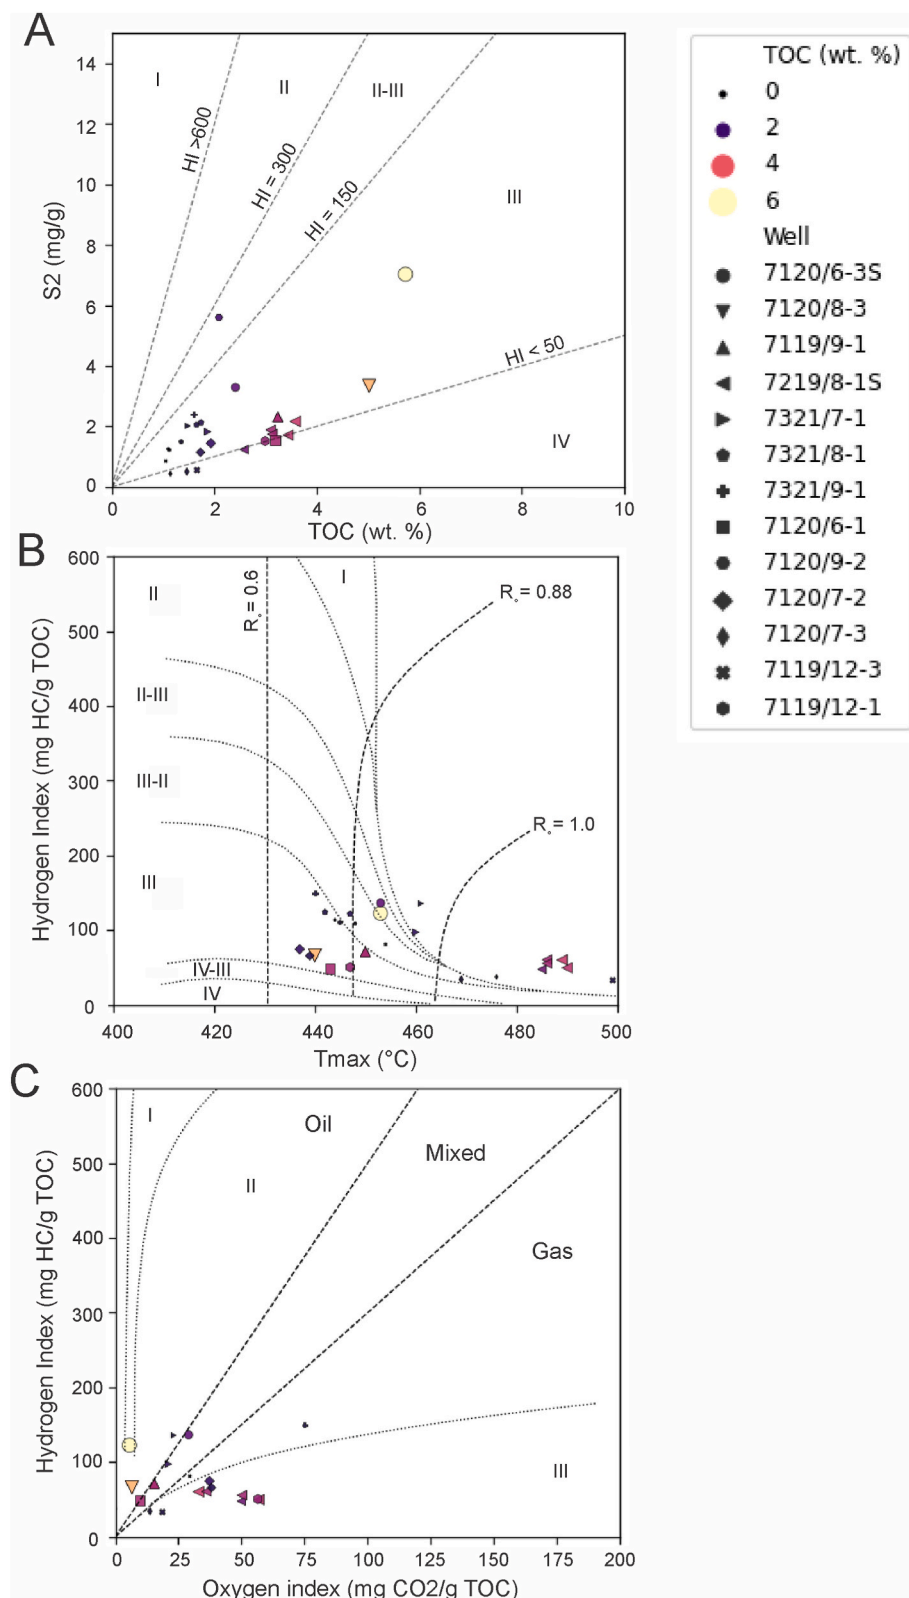 A
S2 (mg/g)
14
12
10
8
6
4
2
0
I
II
II-III
III
IV
HI >600
HI = 300
HI = 150
HI < 50
0
2
4
6
8
10
TOC (wt. %)
TOC (wt. %)
0
2
4
6
Well
7120/6-3S
7120/8-3
7119/9-1
7219/8-1S
7321/7-1
7321/8-1
7321/9-1
7120/6-1
7120/9-2
7120/7-2
7120/7-3
7119/12-3
7119/12-1
B
Hydrogen Index (mg HC/g TOC)
600
500
400
300
200
100
0
II
II-III
III-II
III
IV-III
IV
I
R₀ = 0.6
R₀ = 0.88
R₀ = 1.0
400
420
440
460
480
500
Tmax (°C)
C
Hydrogen Index (mg HC/g TOC)
600
500
400
300
200
100
0
I
Oil
II
Mixed
Gas
III
0
25
50
75
100
125
150
175
200
Oxygen index (mg CO2/g TOC)